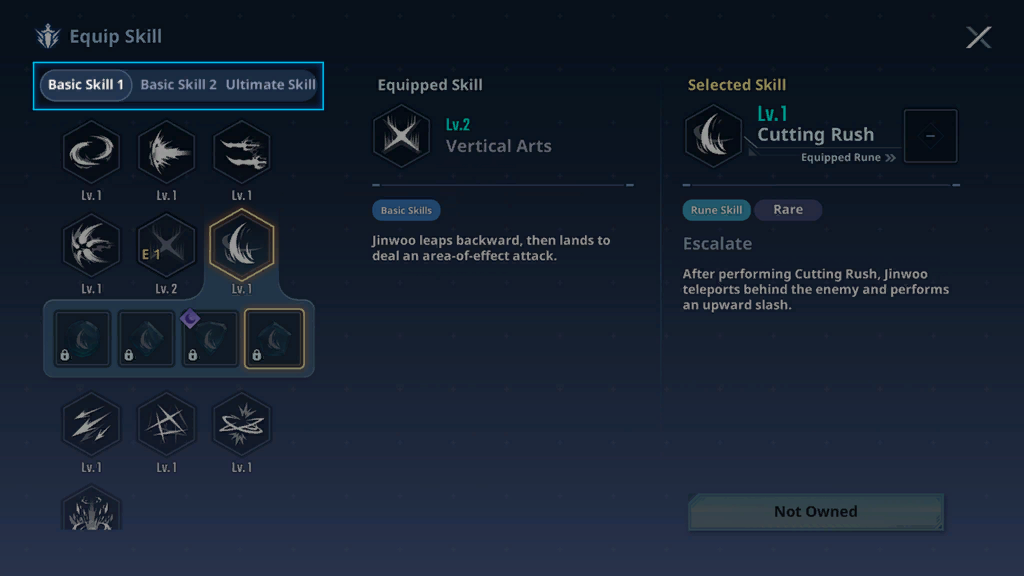 Equip Skill
Basic Skill 1 Basic Skill 2 Ultimate Skill
Lv.1 Lv.1 Lv.1
E 1
Lv.1 Lv.2 Lv.1
Lv.1 Lv.1 Lv.1
Equipped Skill
Lv.2
Vertical Arts
Basic Skills
Jinwoo leaps backward, then lands to
deal an area-of-effect attack.
Selected Skill
Lv.1
Cutting Rush
Equipped Rune
Rune Skill Rare
Escalate
After performing Cutting Rush, Jinwoo
teleports behind the enemy and performs
an upward slash.
Not Owned